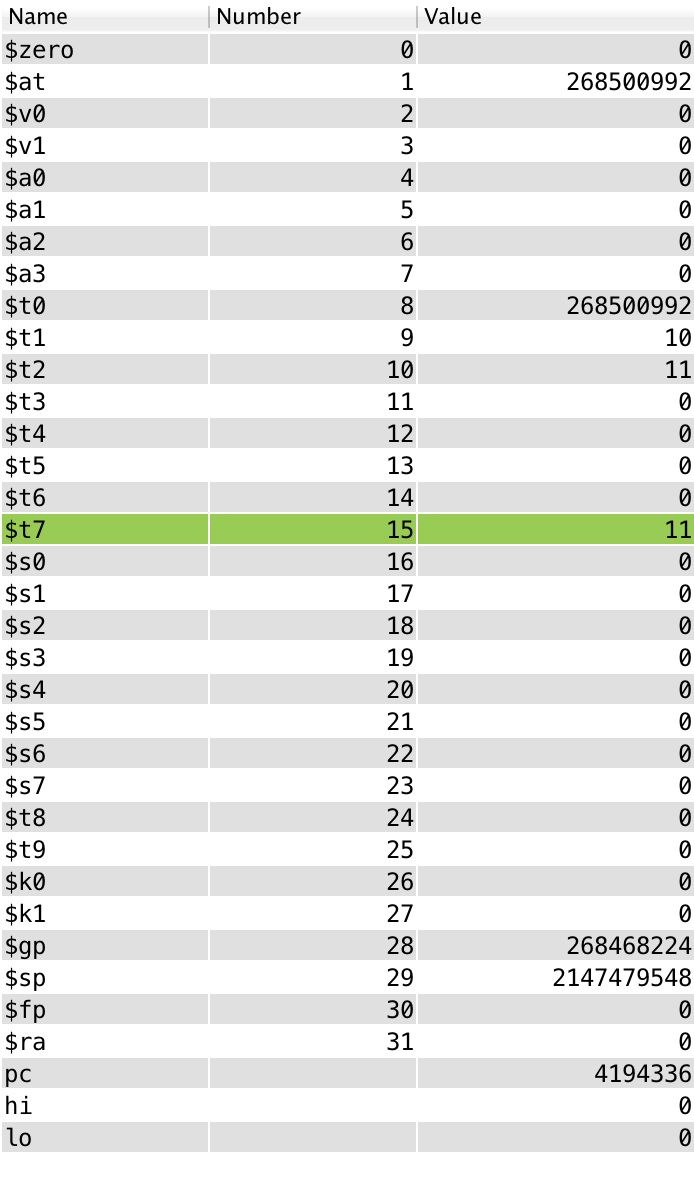 Name Number Value
$zero 0 0
$at 1 268500992
$v0 2 0
$v1 3 0
$a0 4 0
$a1 5 0
$a2 6 0
$a3 7 0
$t0 8 268500992
$t1 9 10
$t2 10 11
$t3 11 0
$t4 12 0
$t5 13 0
$t6 14 0
$t7 15 11
$s0 16 0
$s1 17 0
$s2 18 0
$s3 19 0
$s4 20 0
$s5 21 0
$s6 22 0
$s7 23 0
$t8 24 0
$t9 25 0
$k0 26 0
$k1 27 0
$gp 28 268468224
$sp 29 2147479548
$fp 30 0
$ra 31 0
pc 4194336
hi 0
lo 0